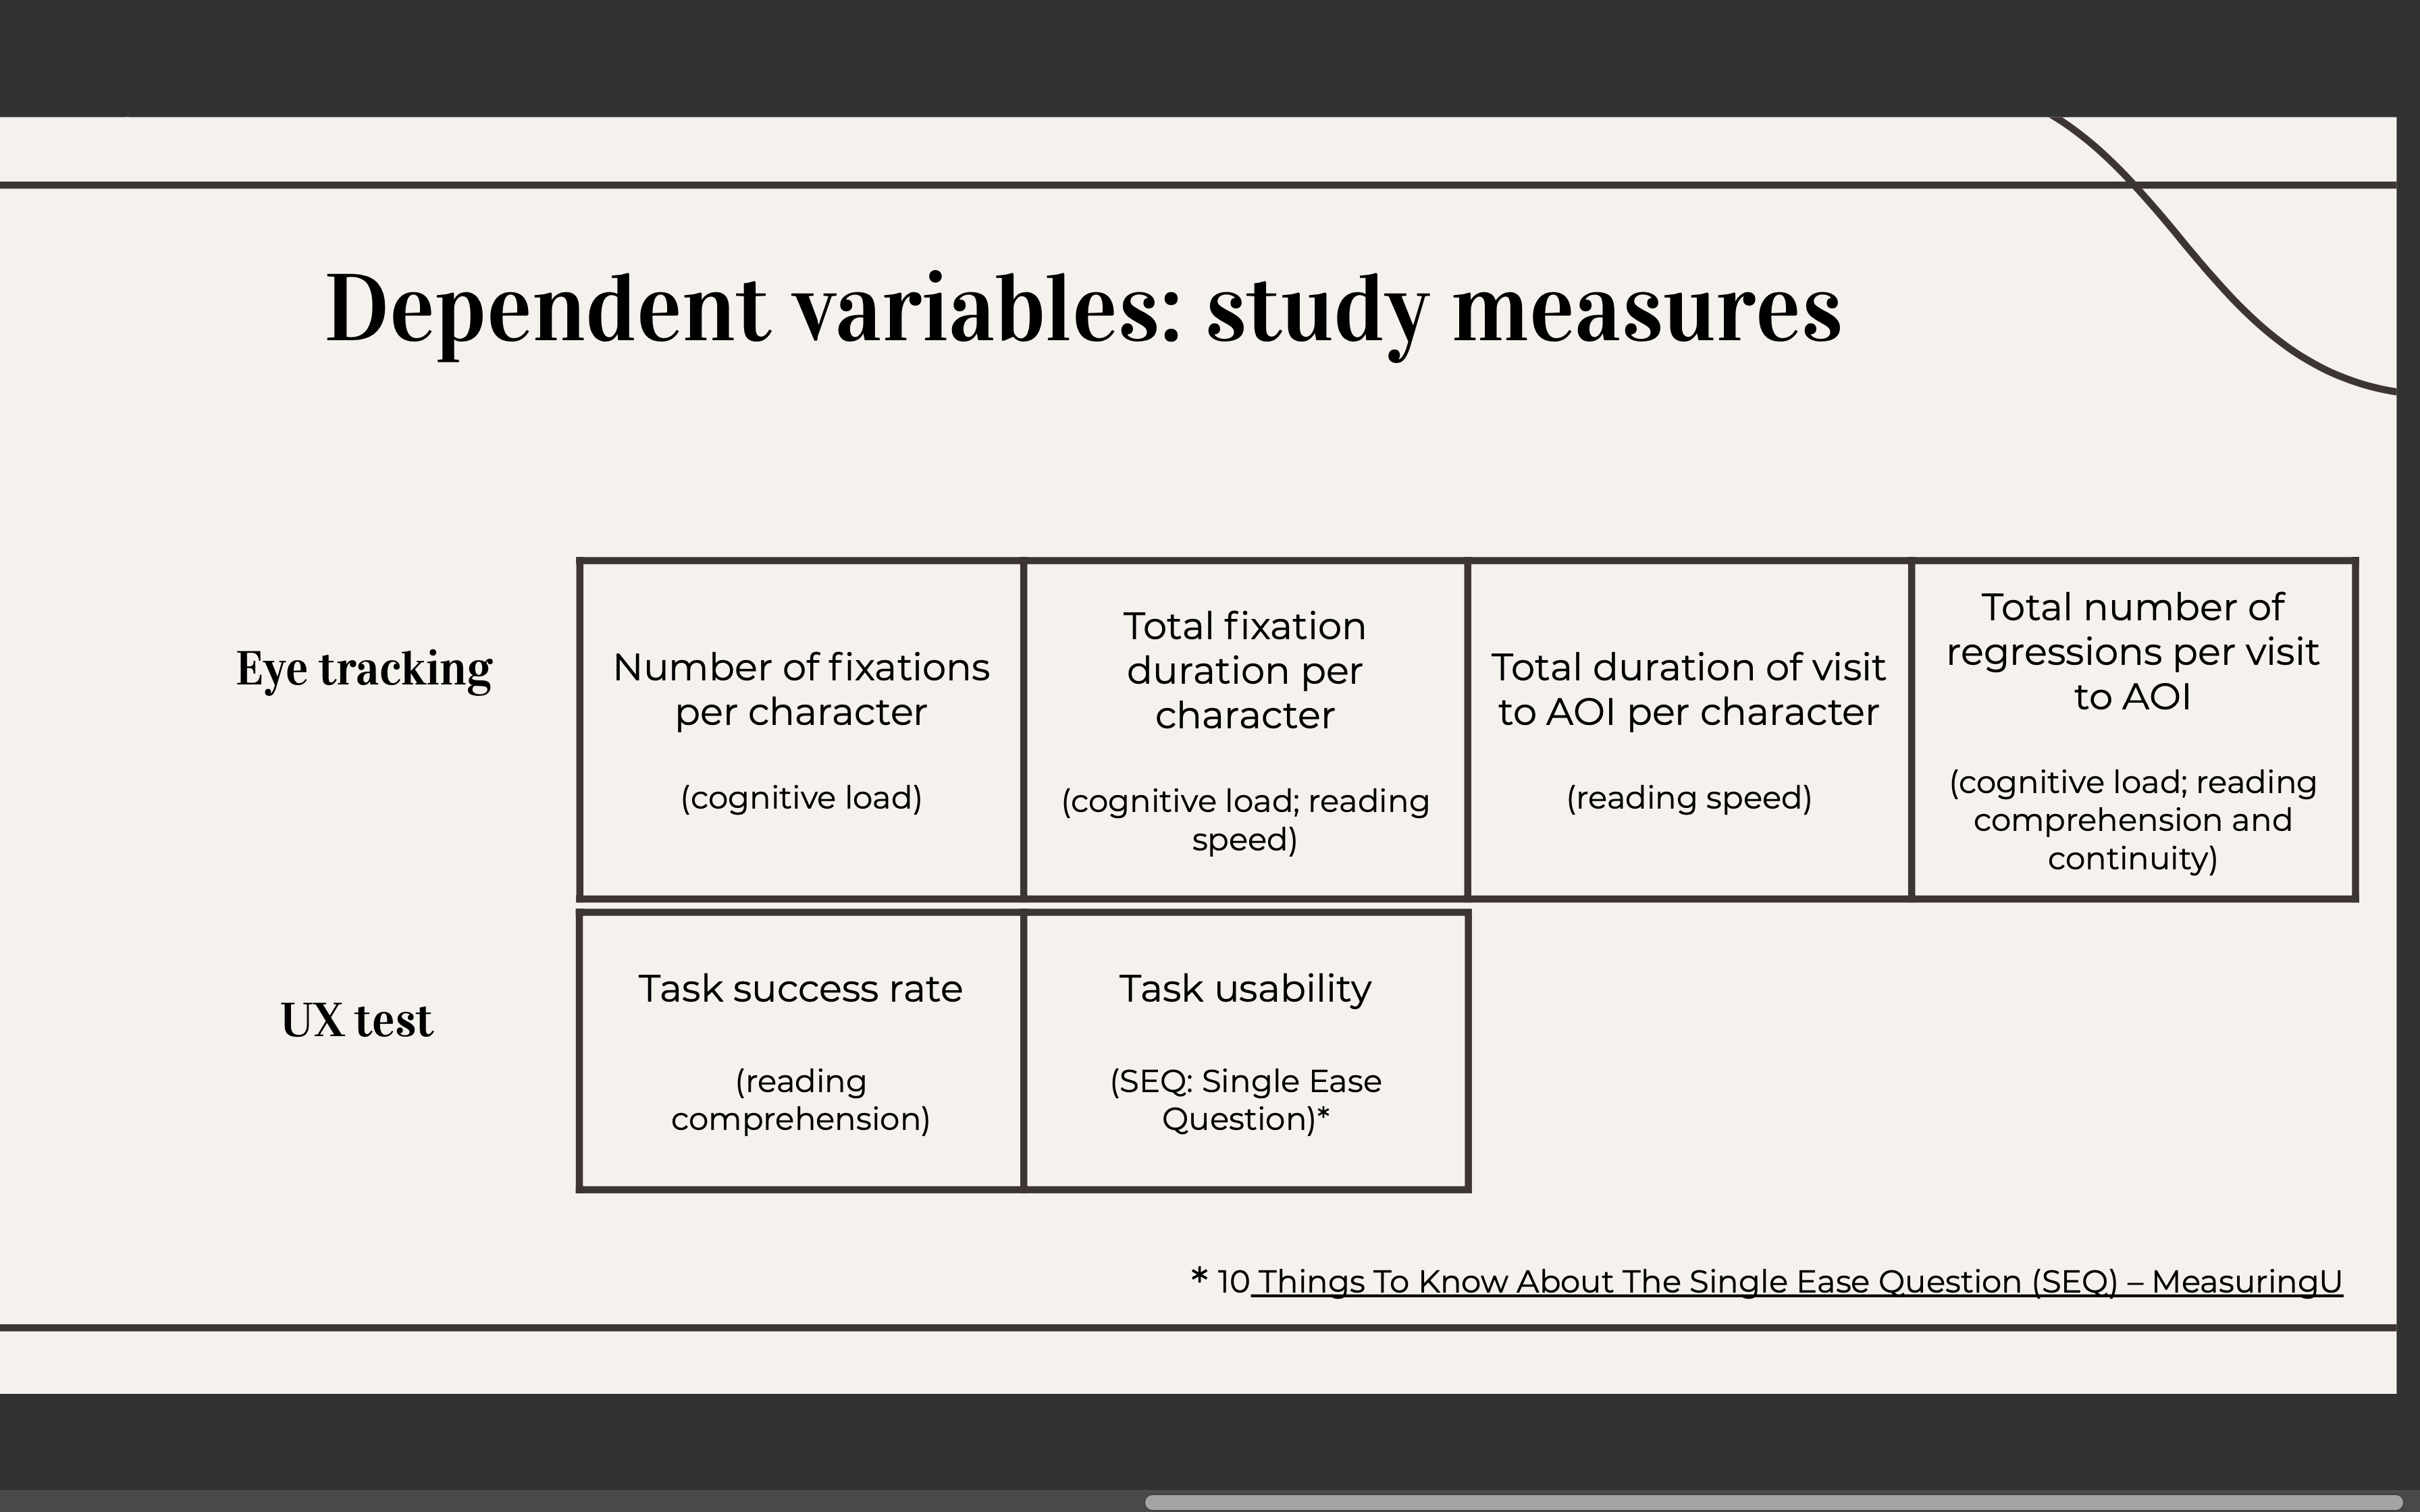 Dependent variables: study measures
Eye tracking
Number of fixations
per character
(cognitive load)
Total fixation
duration per
character
(cognitive load; reading
speed)
Total duration of visit
to AOI per character
(reading speed)
Total number of
regressions per visit
to AOI
(cognitive load; reading
comprehension and
continuity)
UX test
Task success rate
(reading
comprehension)
Task usability
(SEQ: Single Ease
Question)*
* 10 Things To Know About The Single Ease Question (SEQ) – MeasuringU